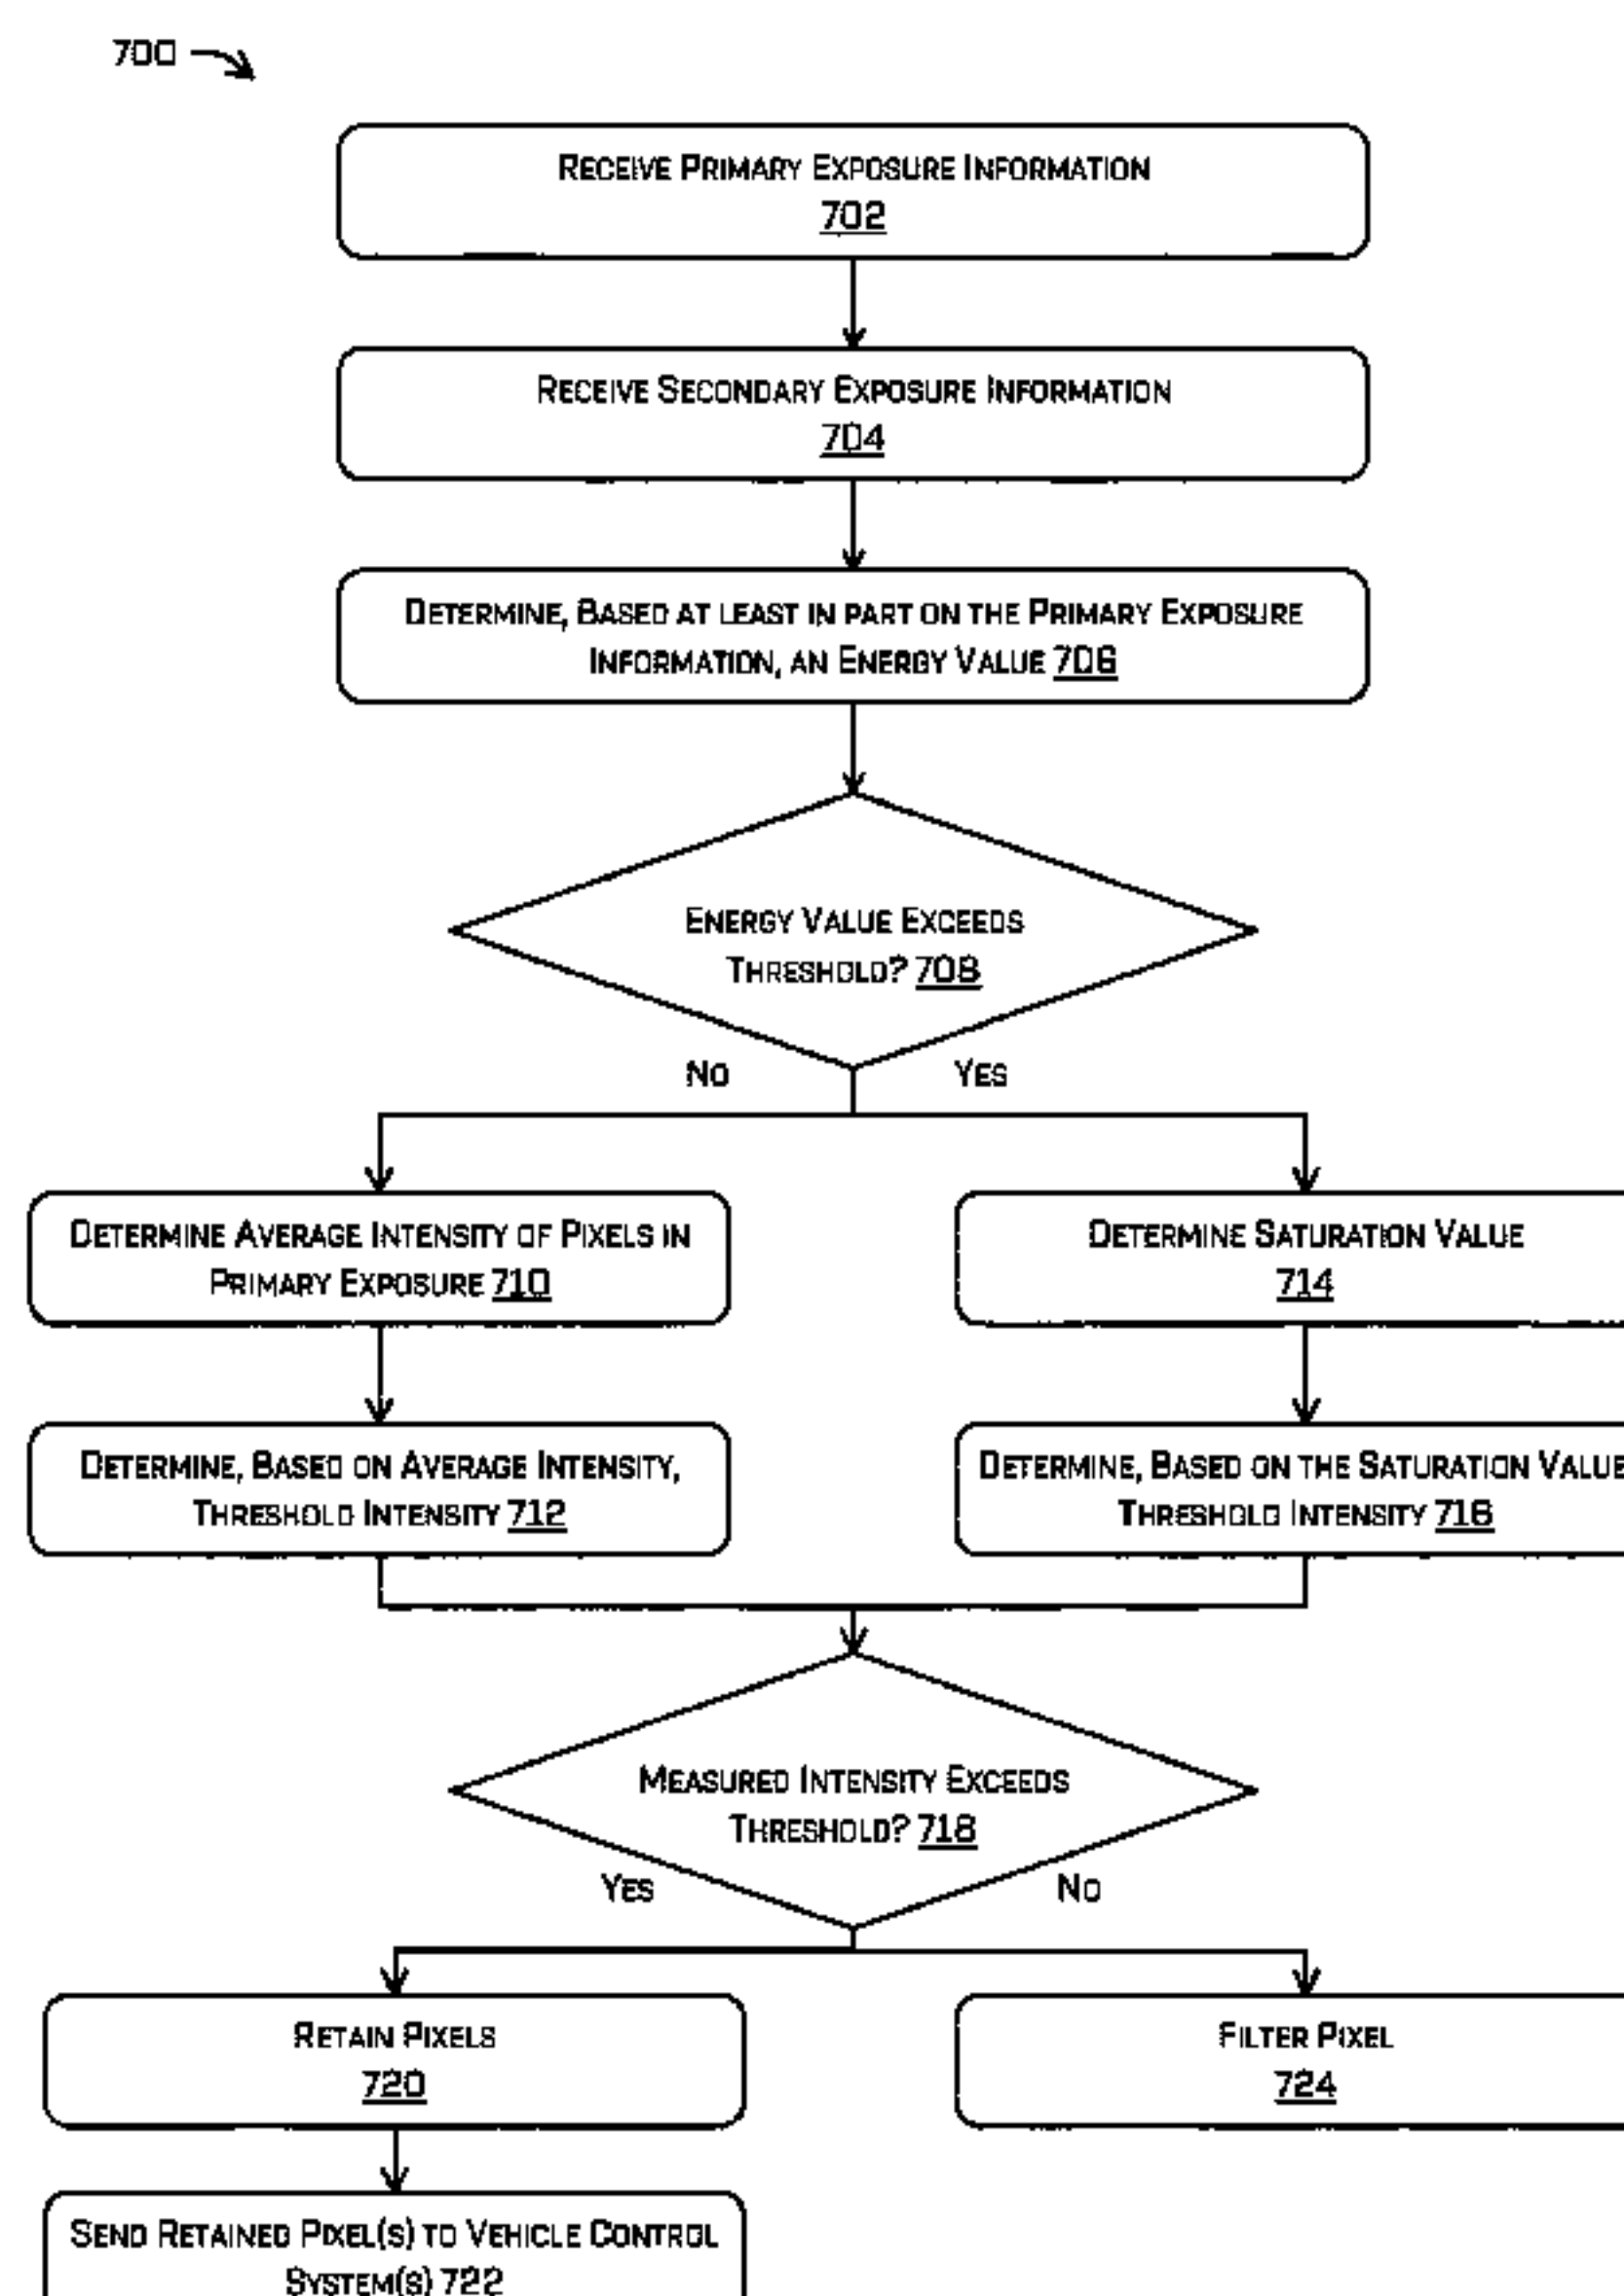 700
RECEIVE PRIMARY EXPOSURE INFORMATION
702
RECEIVE SECONDARY EXPOSURE INFORMATION
704
DETERMINE, BASED AT LEAST IN PART ON THE PRIMARY EXPOSURE
INFORMATION, AN ENERGY VALUE 706
ENERGY VALUE EXCEEDS
THRESHOLD? 708
NO
YES
DETERMINE AVERAGE INTENSITY OF PIXELS IN
PRIMARY EXPOSURE 710
DETERMINE SATURATION VALUE
714
DETERMINE, BASED ON AVERAGE INTENSITY,
THRESHOLD INTENSITY 712
DETERMINE, BASED ON THE SATURATION VALUE
THRESHOLD INTENSITY 716
MEASURED INTENSITY EXCEEDS
THRESHOLD? 718
YES
NO
RETAIN PIXELS
720
FILTER PIXEL
724
SEND RETAINED PIXEL(S) TO VEHICLE CONTROL
SYSTEM(S) 722